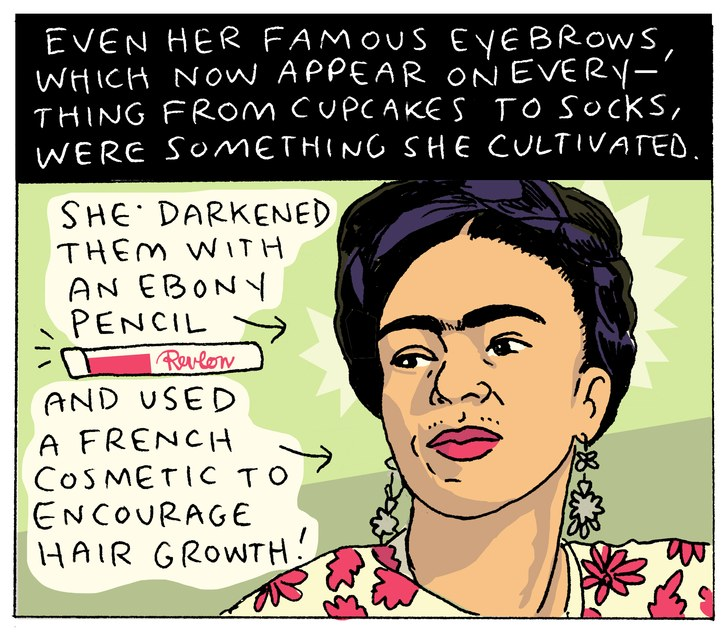 EVEN HER FAMOUS EYEBROWS,
WHICH NOW APPEAR ON EVERY—
THING FROM CUPCAKES TO SOCKS,
WERE SOMETHING SHE CULTIVATED.
SHE DARKENED
THEM WITH
AN EBONY
PENCIL
Revlon
AND USED
A FRENCH
COSMETIC TO
ENCOURAGE
HAIR GROWTH!